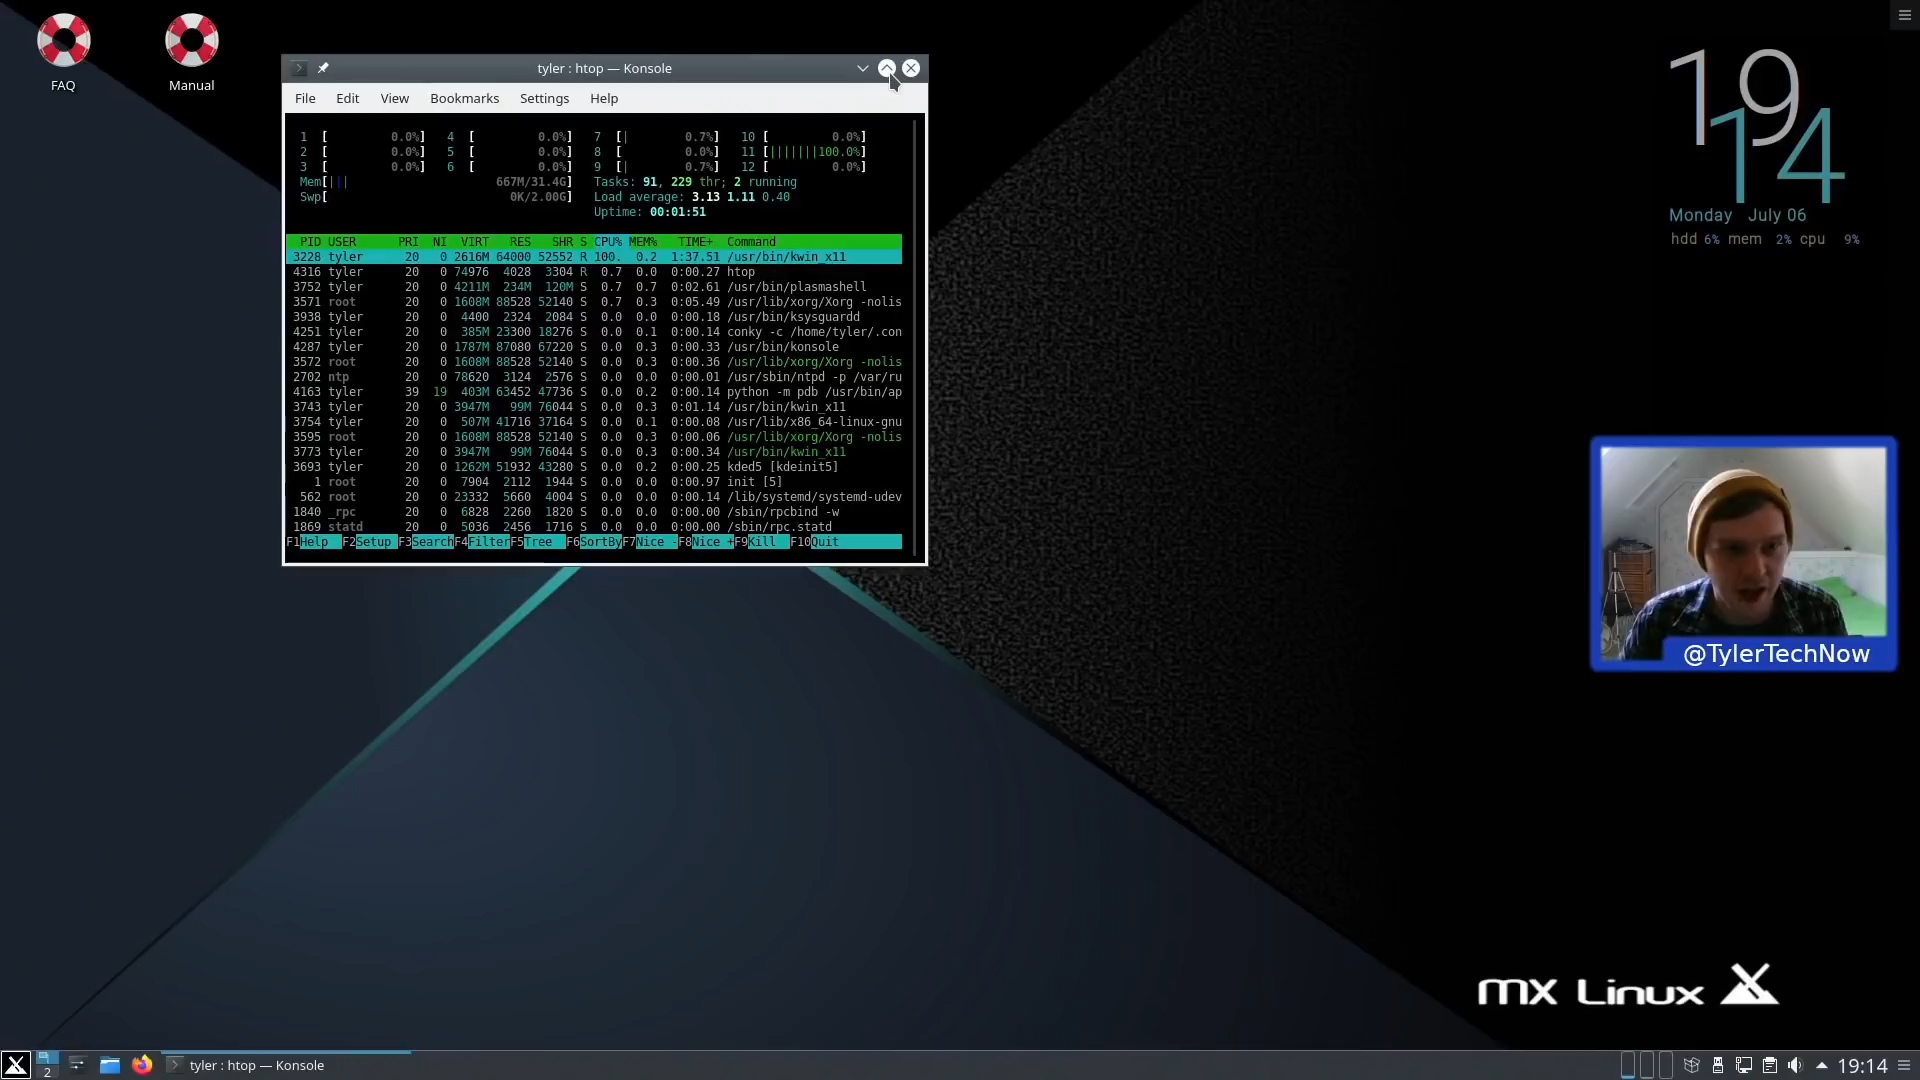 FAQ
Manual
tyler : htop — Konsole
File Edit View Bookmarks Settings Help
1 [ 0.0%] 4 [ 0.0%] 7 [| 0.7%] 10 [ 0.0%]
2 [ 0.0%] 5 [ 0.0%] 8 [ 0.0%] 11 [|||||||100.0%]
3 [ 0.0%] 6 [ 0.0%] 9 [| 0.7%] 12 [ 0.0%]
Mem[||| 667M/31.4G] Tasks: 91, 229 thr; 2 running
Swp[ 0K/2.00G] Load average: 3.13 1.11 0.40
Uptime: 00:01:51
PID USER PRI NI VIRT RES SHR S CPU% MEM% TIME+ Command
3228 tyler 20 0 2616M 64000 52552 R 100. 0.2 1:37.51 /usr/bin/kwin_x11
4316 tyler 20 0 74976 4028 3304 R 0.7 0.0 0:00.27 htop
3752 tyler 20 0 4211M 234M 120M S 0.7 0.7 0:02.61 /usr/bin/plasmashell
3571 root 20 0 1608M 88528 52140 S 0.7 0.3 0:05.49 /usr/lib/xorg/Xorg -nolis
3938 tyler 20 0 4400 2324 2084 S 0.0 0.0 0:00.18 /usr/bin/ksysguardd
4251 tyler 20 0 385M 23300 18276 S 0.0 0.1 0:00.14 conky -c /home/tyler/.con
4287 tyler 20 0 1787M 87080 67220 S 0.0 0.3 0:00.33 /usr/bin/konsole
3572 root 20 0 1608M 88528 52140 S 0.0 0.3 0:00.36 /usr/lib/xorg/Xorg -nolis
2702 ntp 20 0 78620 3124 2576 S 0.0 0.0 0:00.01 /usr/sbin/ntpd -p /var/ru
4163 tyler 39 19 403M 63452 47736 S 0.0 0.2 0:00.14 python -m pdb /usr/bin/ap
3743 tyler 20 0 3947M 99M 76044 S 0.0 0.3 0:01.14 /usr/bin/kwin_x11
3754 tyler 20 0 507M 41716 37164 S 0.0 0.1 0:00.08 /usr/lib/x86_64-linux-gnu
3595 root 20 0 1608M 88528 52140 S 0.0 0.3 0:00.06 /usr/lib/xorg/Xorg -nolis
3773 tyler 20 0 3947M 99M 76044 S 0.0 0.3 0:00.34 /usr/bin/kwin_x11
3693 tyler 20 0 1262M 51932 43280 S 0.0 0.2 0:00.25 kded5 [kdeinit5]
1 root 20 0 7904 2112 1944 S 0.0 0.0 0:00.97 init [5]
562 root 20 0 23332 5660 4004 S 0.0 0.0 0:00.14 /lib/systemd/systemd-udev
1840 _rpc 20 0 6828 2260 1820 S 0.0 0.0 0:00.00 /sbin/rpcbind -w
1869 statd 20 0 5036 2456 1716 S 0.0 0.0 0:00.00 /sbin/rpc.statd
F1Help F2Setup F3SearchF4FilterF5Tree F6SortByF7Nice -F8Nice +F9Kill F10Quit
19
14
Monday July 06
hdd 6% mem 2% cpu 9%
@TylerTechNow
MX Linux
2
tyler : htop — Konsole
19:14